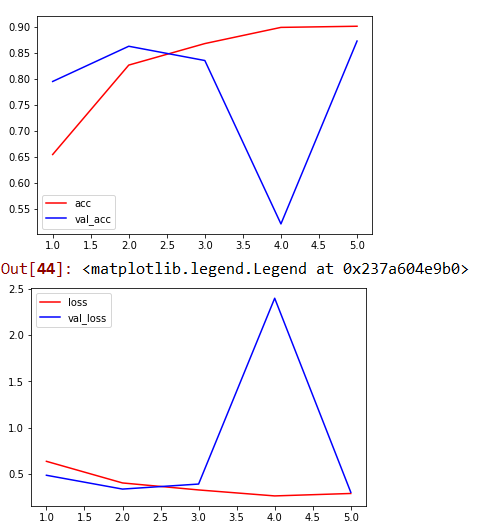 0.90
0.85
0.80
0.75
0.70
0.65
0.60
0.55
acc
val_acc
1.0 1.5 2.0 2.5 3.0 3.5 4.0 4.5 5.0
Out[44]: <matplotlib.legend.Legend at 0x237a604e9b0>
2.5
loss
val_loss
2.0
1.5
1.0
0.5
1.0 1.5 2.0 2.5 3.0 3.5 4.0 4.5 5.0